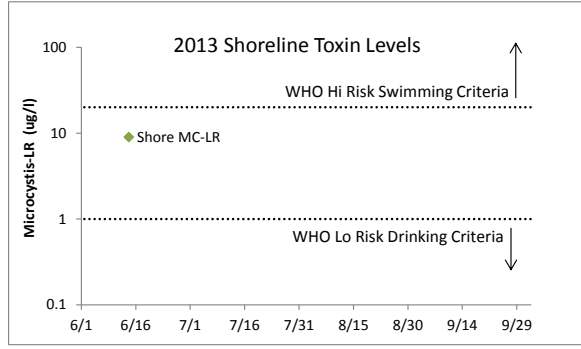 2013 Shoreline Toxin Levels
Microcystis-LR (ug/l)
100
10
1
0.1
WHO Hi Risk Swimming Criteria
Shore MC-LR
WHO Lo Risk Drinking Criteria
6/1 6/16 7/1 7/16 7/31 8/15 8/30 9/14 9/29